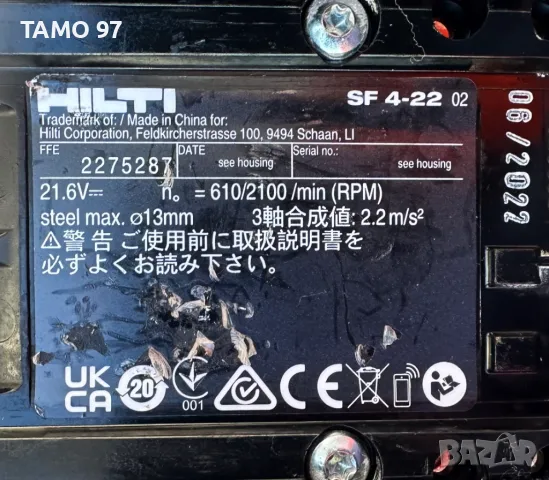 TAMO 97
HILTI
SF 4-22 02
Trademark of: / Made in China for:
Hilti Corporation, Feldkircherstrasse 100, 9494 Schaan, LI
FFE
2275287
DATE
see housing
Serial no.:
see housing
21.6V⎓ nₒ = 610/2100 /min (RPM)
steel max. ⌀13mm 3軸合成値: 2.2 m/s²
⚠警告 ご使用前に取扱説明書を
必ずよくお読み下さい。
UK
CA
20
001
CE
06/2022
BAZAR